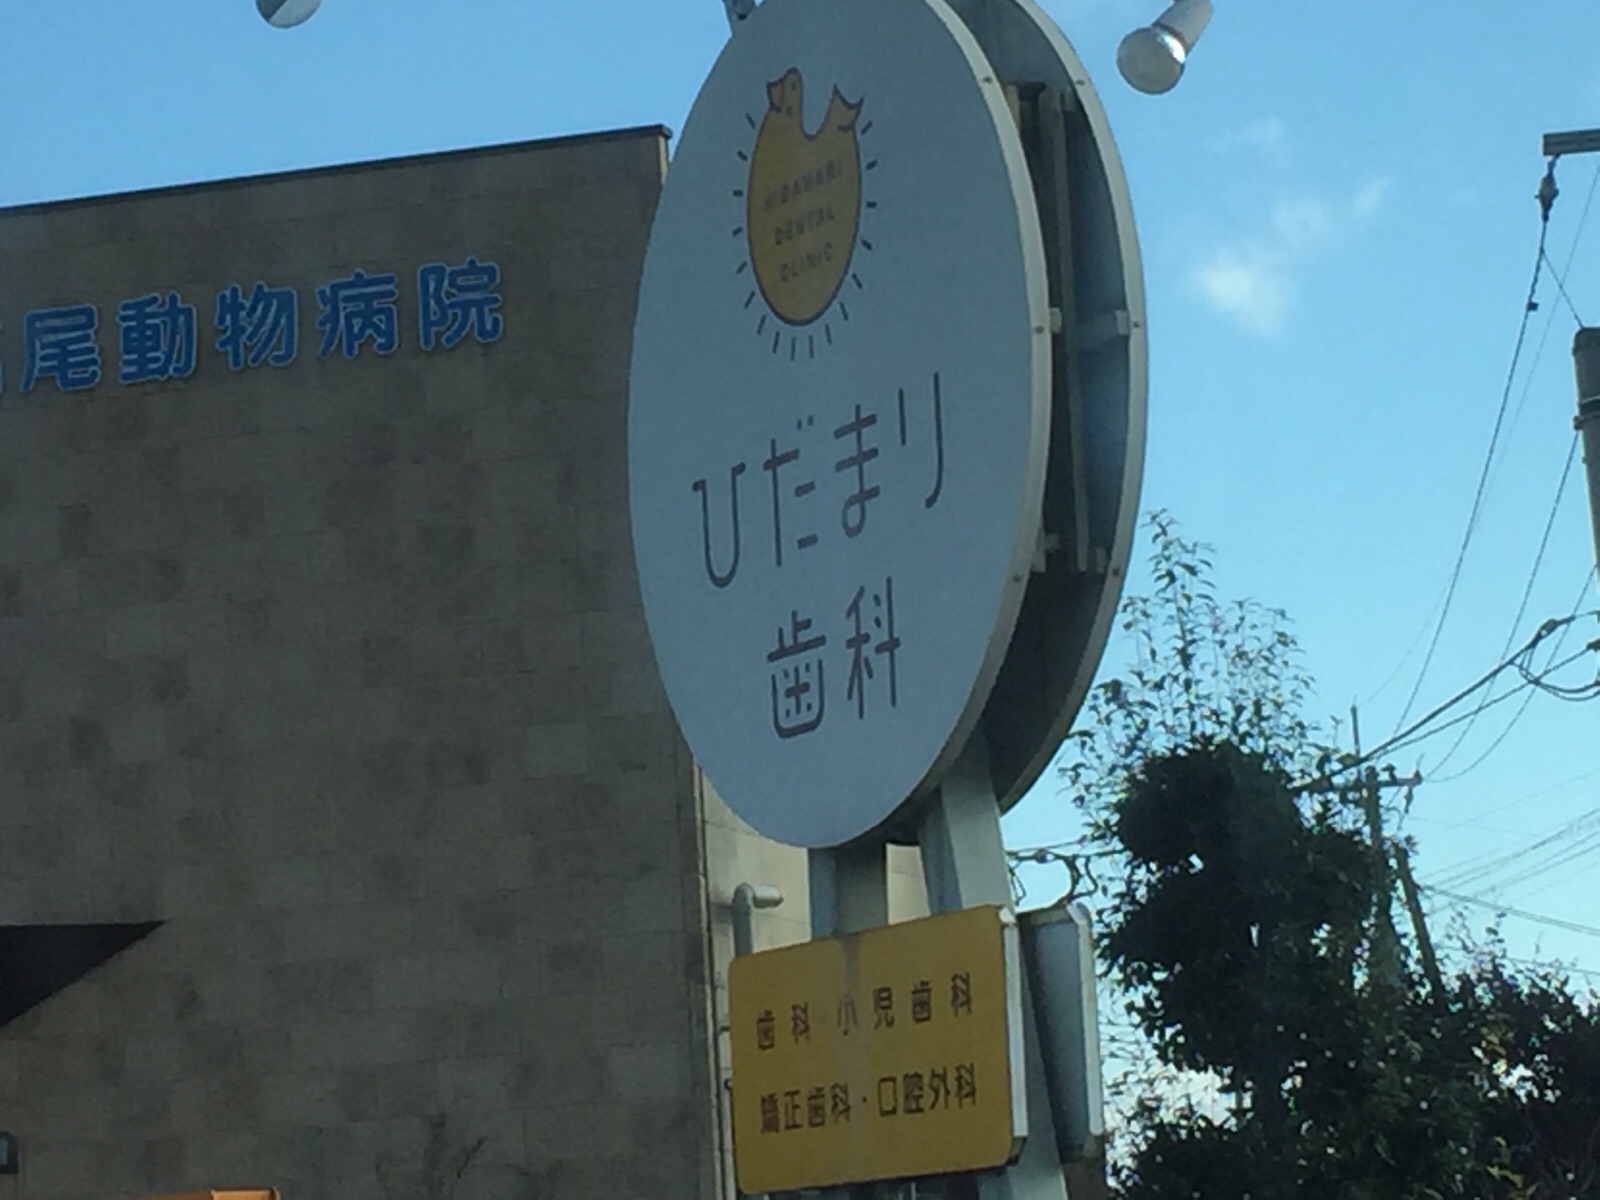 尾動物病院
HIDAMARI
DENTAL
CLINIC
ひだまり
歯科
歯科・小児歯科
矯正歯科・口腔外科